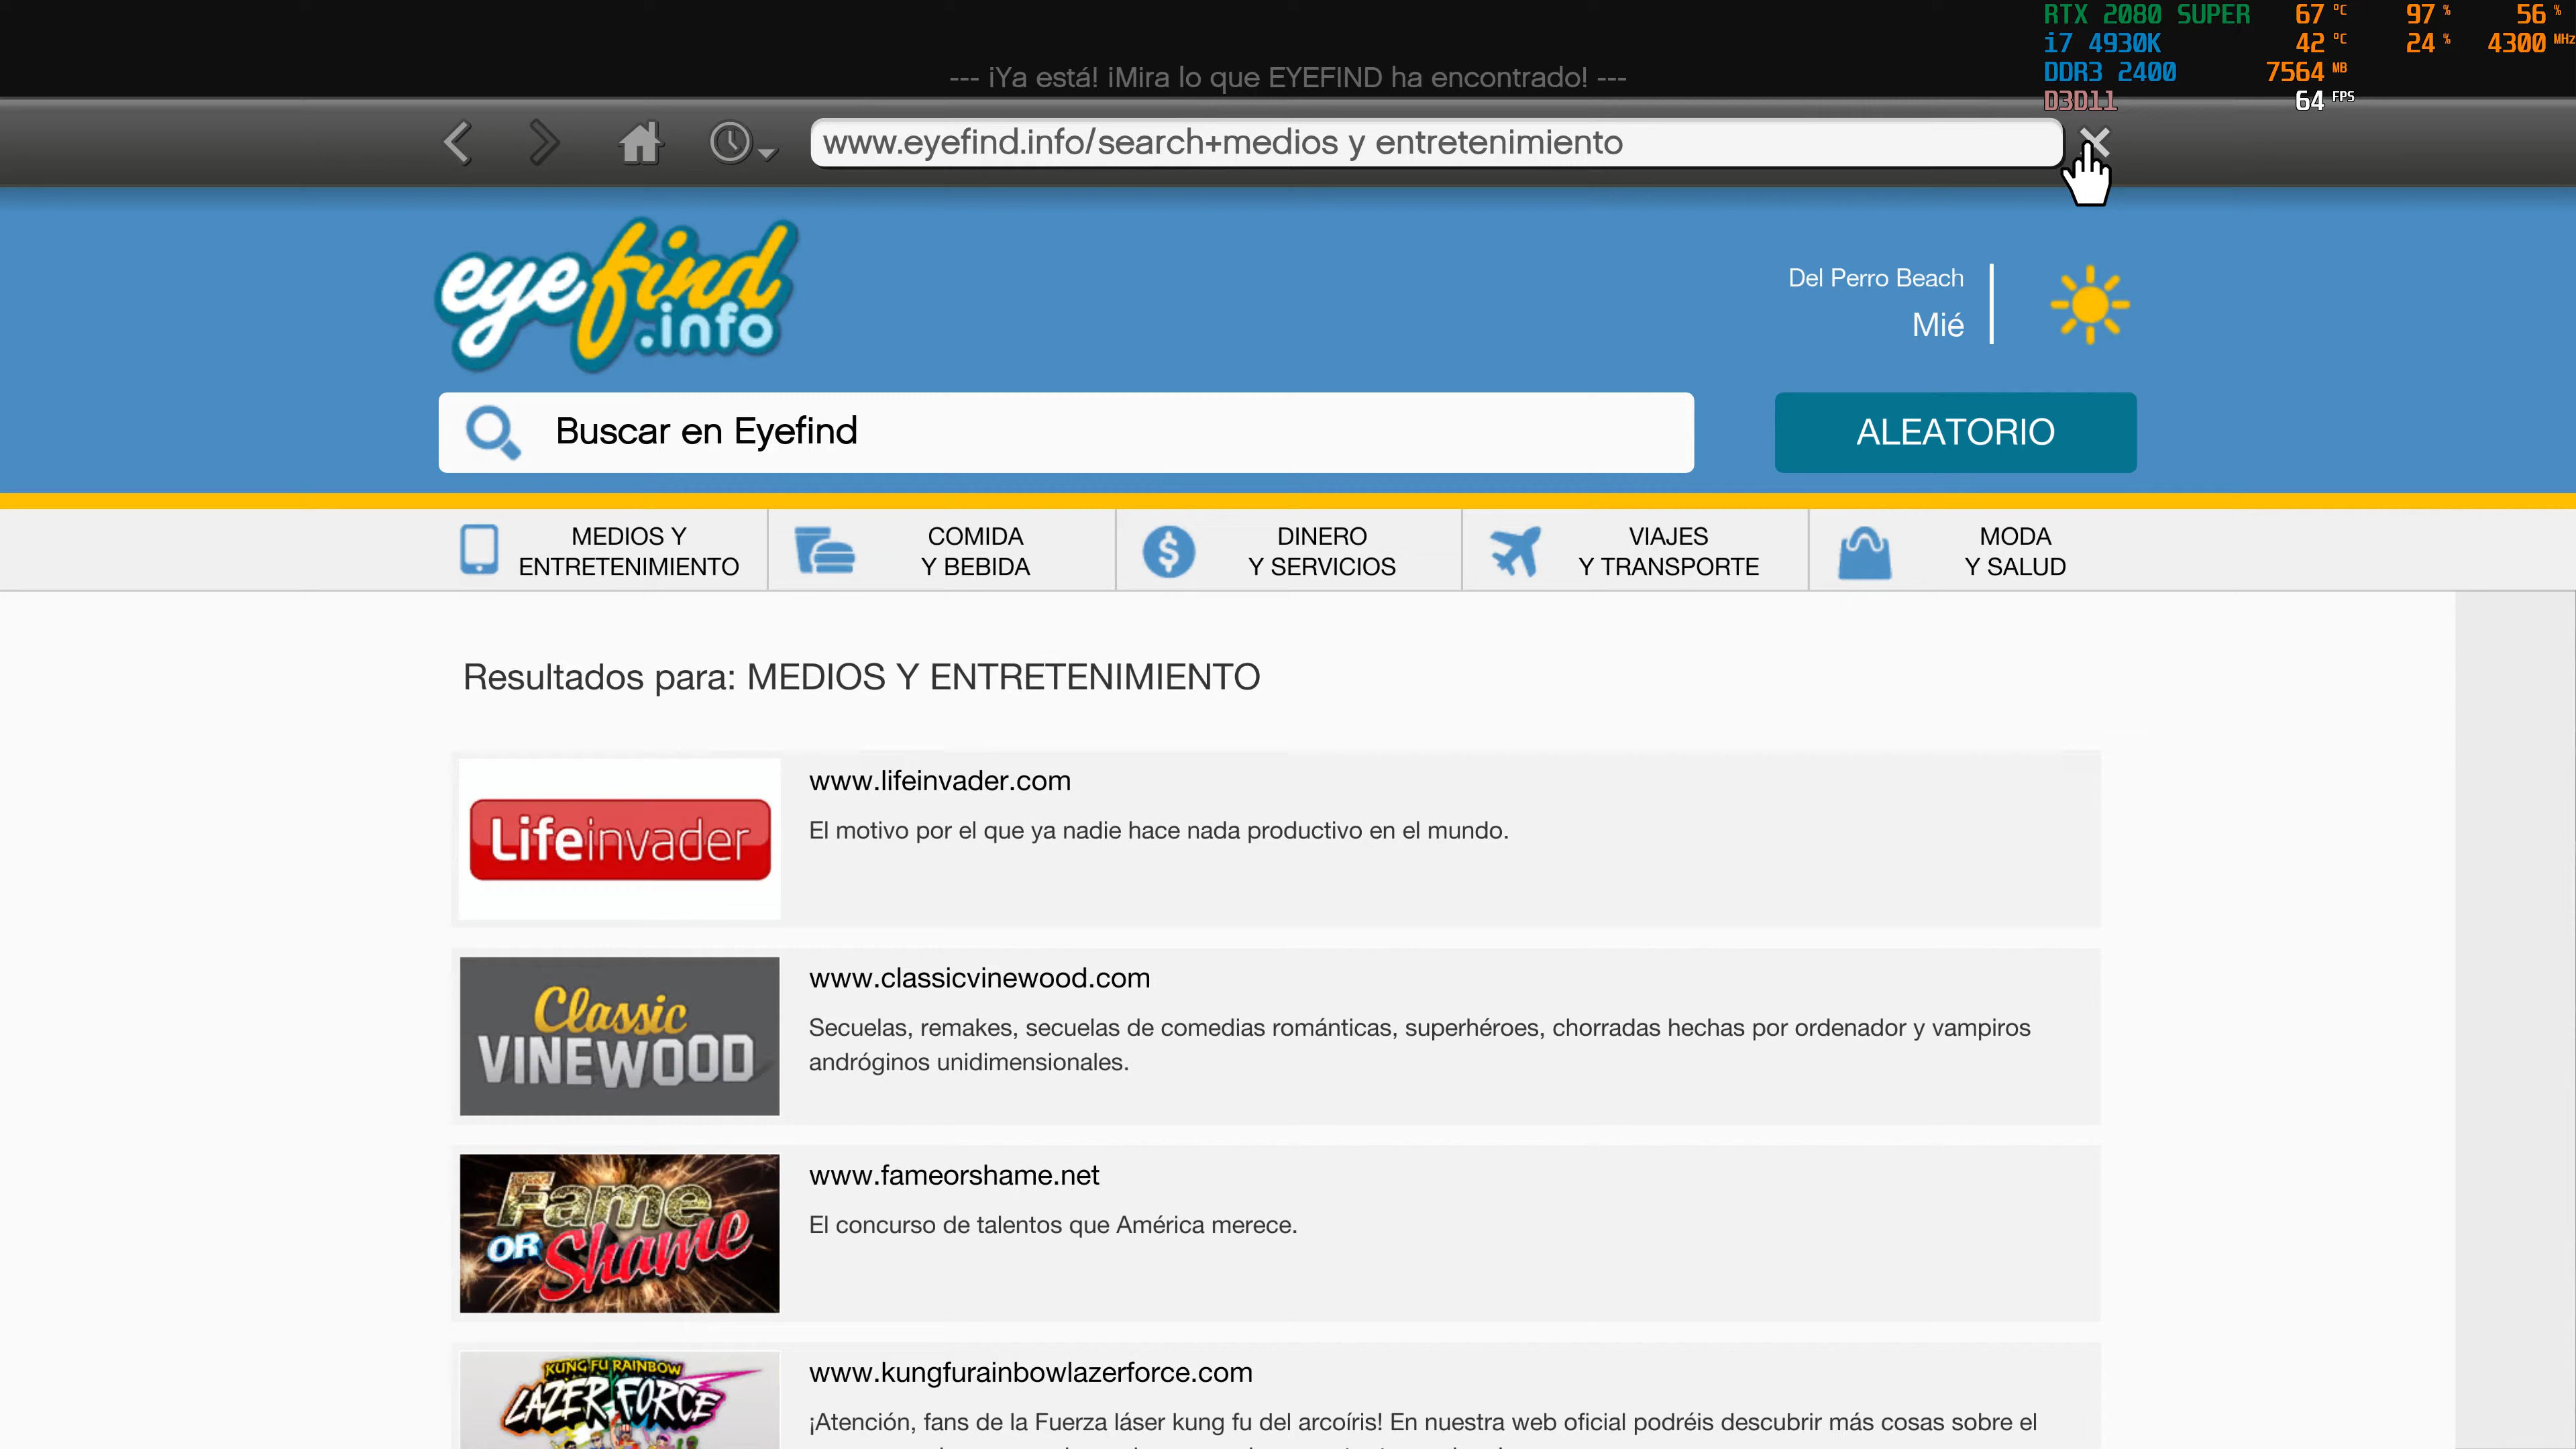 RTX 2080 SUPER 67 °C 97 % 56 %
i7 4930K 42 °C 24 % 4300 MHz
DDR3 2400 7564 MB
D3D11 64 FPS
--- ¡Ya está! ¡Mira lo que EYEFIND ha encontrado! ---
www.eyefind.info/search+medios y entretenimiento
eyefind
.info
Del Perro Beach
Mié
Buscar en Eyefind
ALEATORIO
MEDIOS Y
ENTRETENIMIENTO
COMIDA
Y BEBIDA
DINERO
Y SERVICIOS
VIAJES
Y TRANSPORTE
MODA
Y SALUD
Resultados para: MEDIOS Y ENTRETENIMIENTO
Lifeinvader
www.lifeinvader.com
El motivo por el que ya nadie hace nada productivo en el mundo.
Classic
VINEWOOD
www.classicvinewood.com
Secuelas, remakes, secuelas de comedias románticas, superhéroes, chorradas hechas por ordenador y vampiros
andróginos unidimensionales.
Fame
OR Shame
www.fameorshame.net
El concurso de talentos que América merece.
KUNG FU RAINBOW
LAZER FORCE
www.kungfurainbowlazerforce.com
¡Atención, fans de la Fuerza láser kung fu del arcoíris! En nuestra web oficial podréis descubrir más cosas sobre el